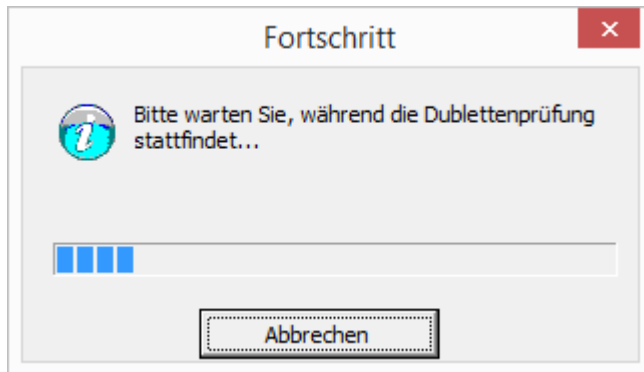 Fortschritt
Bitte warten Sie, während die Dublettenprüfung
stattfindet...
Abbrechen